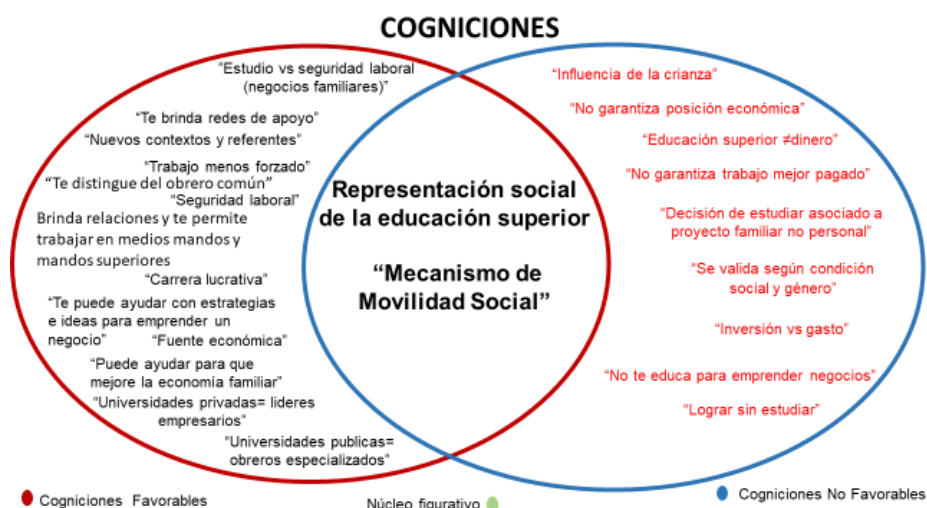 COGNICIONES
“Estudio vs seguridad laboral
(negocios familiares)”
“Te brinda redes de apoyo”
“Nuevos contextos y referentes”
“Trabajo menos forzado”
“Te distingue del obrero común”
“Seguridad laboral”
Brinda relaciones y te permite
trabajar en medios mandos y
mandos superiores
“Carrera lucrativa”
“Te puede ayudar con estrategias
e ideas para emprender un
negocio”
“Fuente económica”
“Puede ayudar para que
mejore la economía familiar”
“Universidades privadas= lideres
empresarios”
“Universidades publicas=
obreros especializados”
Representación social
de la educación superior
“Mecanismo de
Movilidad Social”
“Influencia de la crianza”
“No garantiza posición económica”
“Educación superior ≠dinero”
“No garantiza trabajo mejor pagado”
“Decisión de estudiar asociado a
proyecto familiar no personal”
“Se valida según condición
social y género”
“Inversión vs gasto”
“No te educa para emprender negocios”
“Lograr sin estudiar”
Cogniciones Favorables
Núcleo figurativo
Cogniciones No Favorables